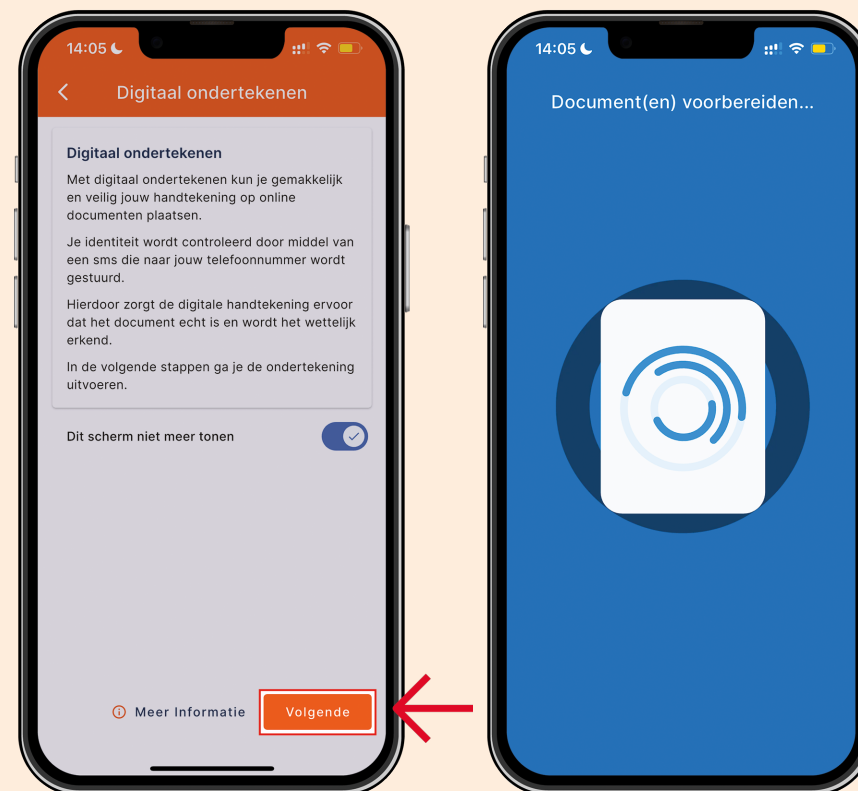 14:05
Digitaal ondertekenen
Digitaal ondertekenen
Met digitaal ondertekenen kun je gemakkelijk
en veilig jouw handtekening op online
documenten plaatsen.
Je identiteit wordt controleerd door middel van
een sms die naar jouw telefoonnummer wordt
gestuurd.
Hierdoor zorgt de digitale handtekening ervoor
dat het document echt is en wordt het wettelijk
erkend.
In de volgende stappen ga je de ondertekening
uitvoeren.
Dit scherm niet meer tonen
Meer Informatie
Volgende
14:05
Document(en) voorbereiden...